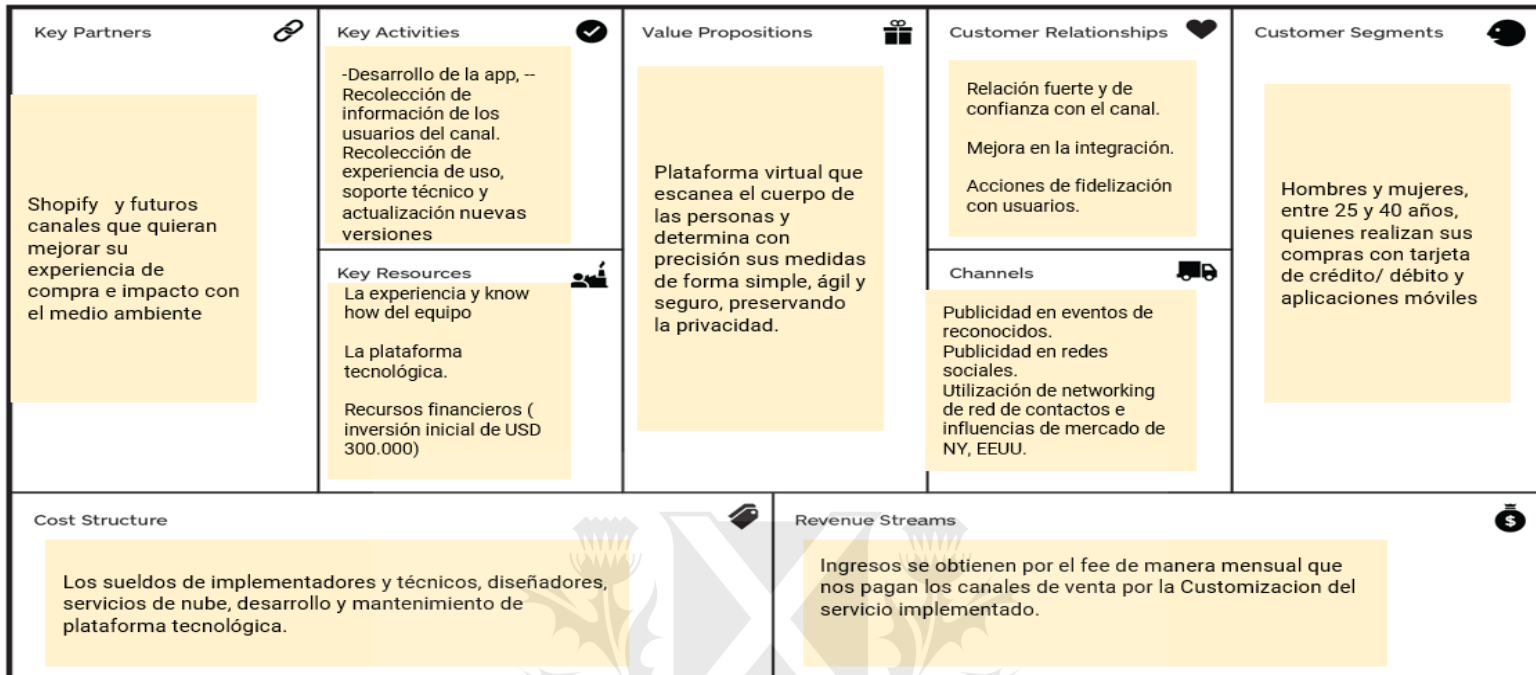 Key Partners
Shopify y futuros
canales que quieran
mejorar su
experiencia de
compra e impacto con
el medio ambiente
Key Activities
-Desarrollo de la app, --
Recolección de
información de los
usuarios del canal.
Recolección de
experiencia de uso,
soporte técnico y
actualización nuevas
versiones
Key Resources
La experiencia y know
how del equipo
La plataforma
tecnológica.
Recursos financieros (
inversión inicial de USD
300.000)
Value Propositions
Plataforma virtual que
escanea el cuerpo de
las personas y
determina con
precisión sus medidas
de forma simple, ágil y
seguro, preservando
la privacidad.
Customer Relationships
Relación fuerte y de
confianza con el canal.
Mejora en la integración.
Acciones de fidelización
con usuarios.
Channels
Publicidad en eventos de
reconocidos.
Publicidad en redes
sociales.
Utilización de networking
de red de contactos e
influencias de mercado de
NY, EEUU.
Customer Segments
Hombres y mujeres,
entre 25 y 40 años,
quienes realizan sus
compras con tarjeta
de crédito/ débito y
aplicaciones móviles
Cost Structure
Los sueldos de implementadores y técnicos, diseñadores,
servicios de nube, desarrollo y mantenimiento de
plataforma tecnológica.
Revenue Streams
$
Ingresos se obtienen por el fee de manera mensual que
nos pagan los canales de venta por la Customizacion del
servicio implementado.